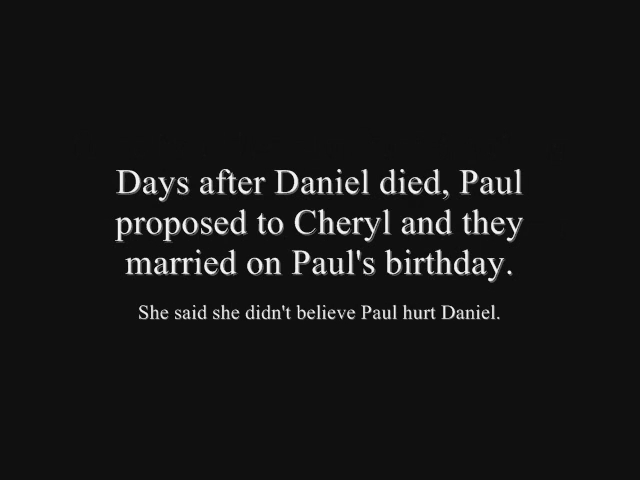 Days after Daniel died, Paul
proposed to Cheryl and they
married on Paul's birthday.
She said she didn't believe Paul hurt Daniel.